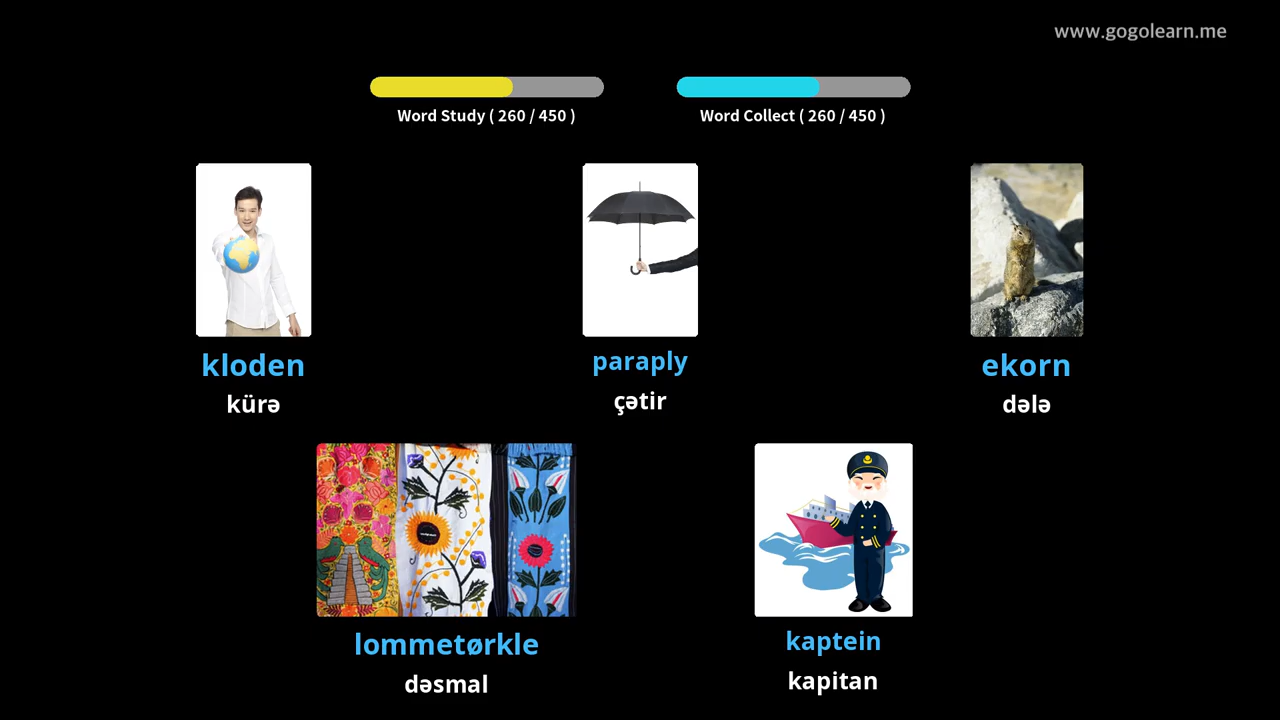 www.gogolearn.me
Word Study ( 260 / 450 )
Word Collect ( 260 / 450 )
kloden
paraply
ekorn
kürə
çətir
dələ
lommetørkle
kaptein
dəsmal
kapitan